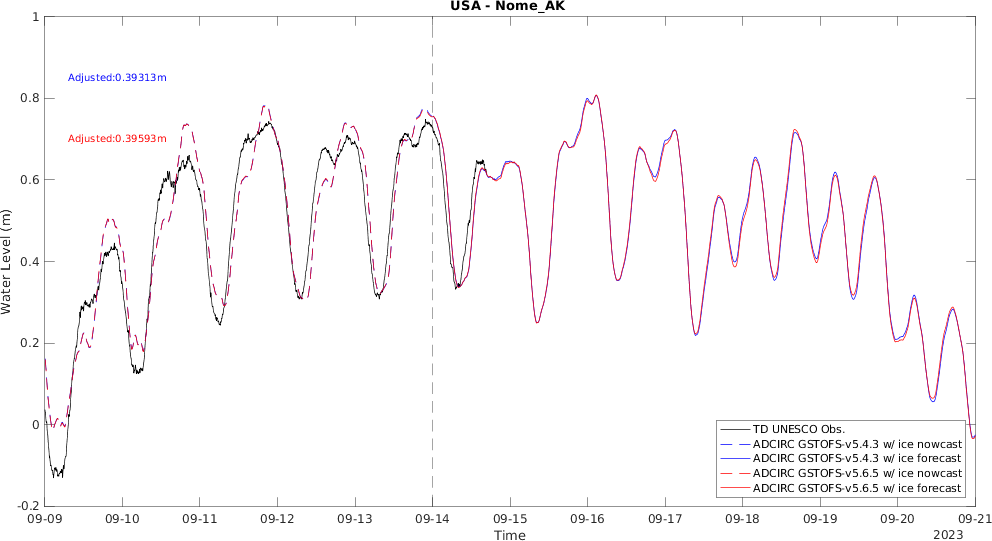 USA - Nome_AK
1
0.8
0.6
0.4
0.2
0
-0.2
Water Level (m)
Adjusted:0.39313m
Adjusted:0.39593m
TD UNESCO Obs.
ADCIRC GSTOFS-v5.4.3 w/ ice nowcast
ADCIRC GSTOFS-v5.4.3 w/ ice forecast
ADCIRC GSTOFS-v5.6.5 w/ ice nowcast
ADCIRC GSTOFS-v5.6.5 w/ ice forecast
09-09 09-10 09-11 09-12 09-13 09-14 09-15 09-16 09-17 09-18 09-19 09-20 09-21
Time
2023